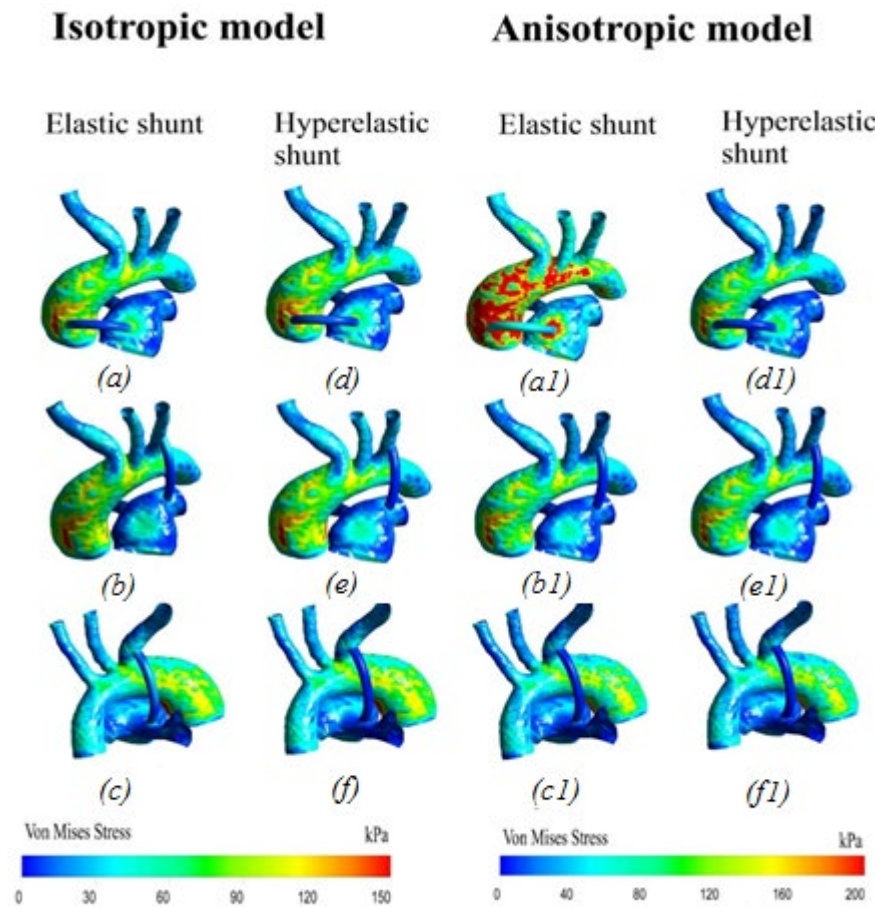 Isotropic model
Anisotropic model
Elastic shunt
Hyperelastic
shunt
Elastic shunt
Hyperelastic
shunt
(a)
(d)
(a1)
(d1)
(b)
(e)
(b1)
(e1)
(c)
(f)
(c1)
(f1)
Von Mises Stress kPa
0 30 60 90 120 150
Von Mises Stress kPa
0 40 80 120 160 200